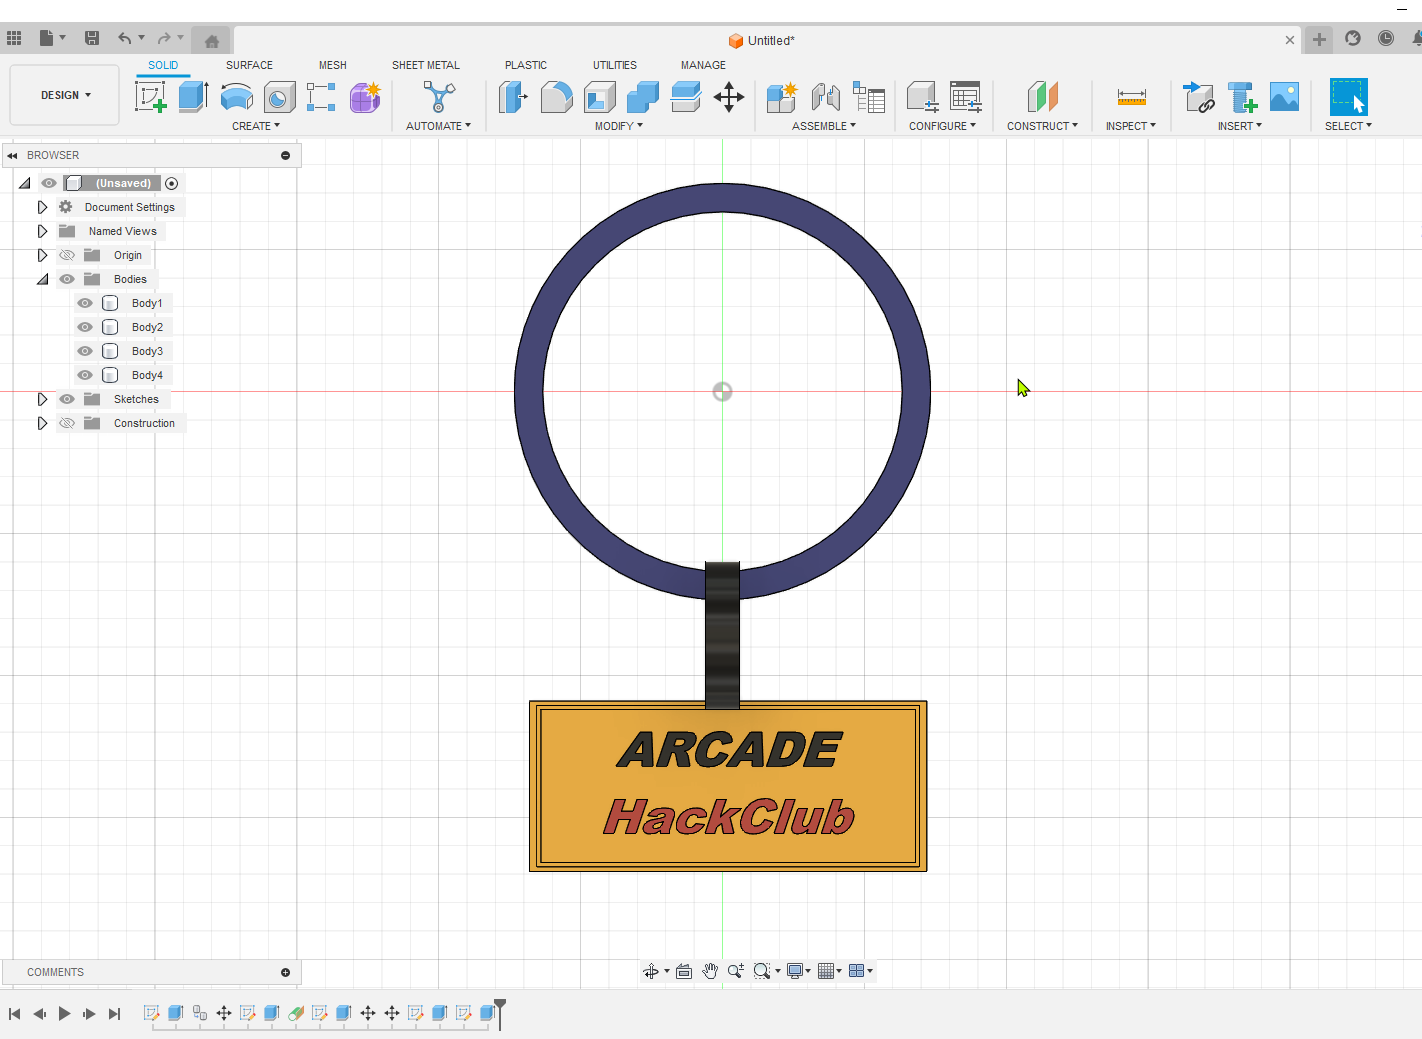 Untitled*
DESIGN
SOLID
SURFACE
MESH
SHEET METAL
PLASTIC
UTILITIES
MANAGE
CREATE
AUTOMATE
MODIFY
ASSEMBLE
CONFIGURE
CONSTRUCT
INSPECT
INSERT
SELECT
BROWSER
(Unsaved)
Document Settings
Named Views
Origin
Bodies
Body1
Body2
Body3
Body4
Sketches
Construction
ARCADE
HackClub
COMMENTS